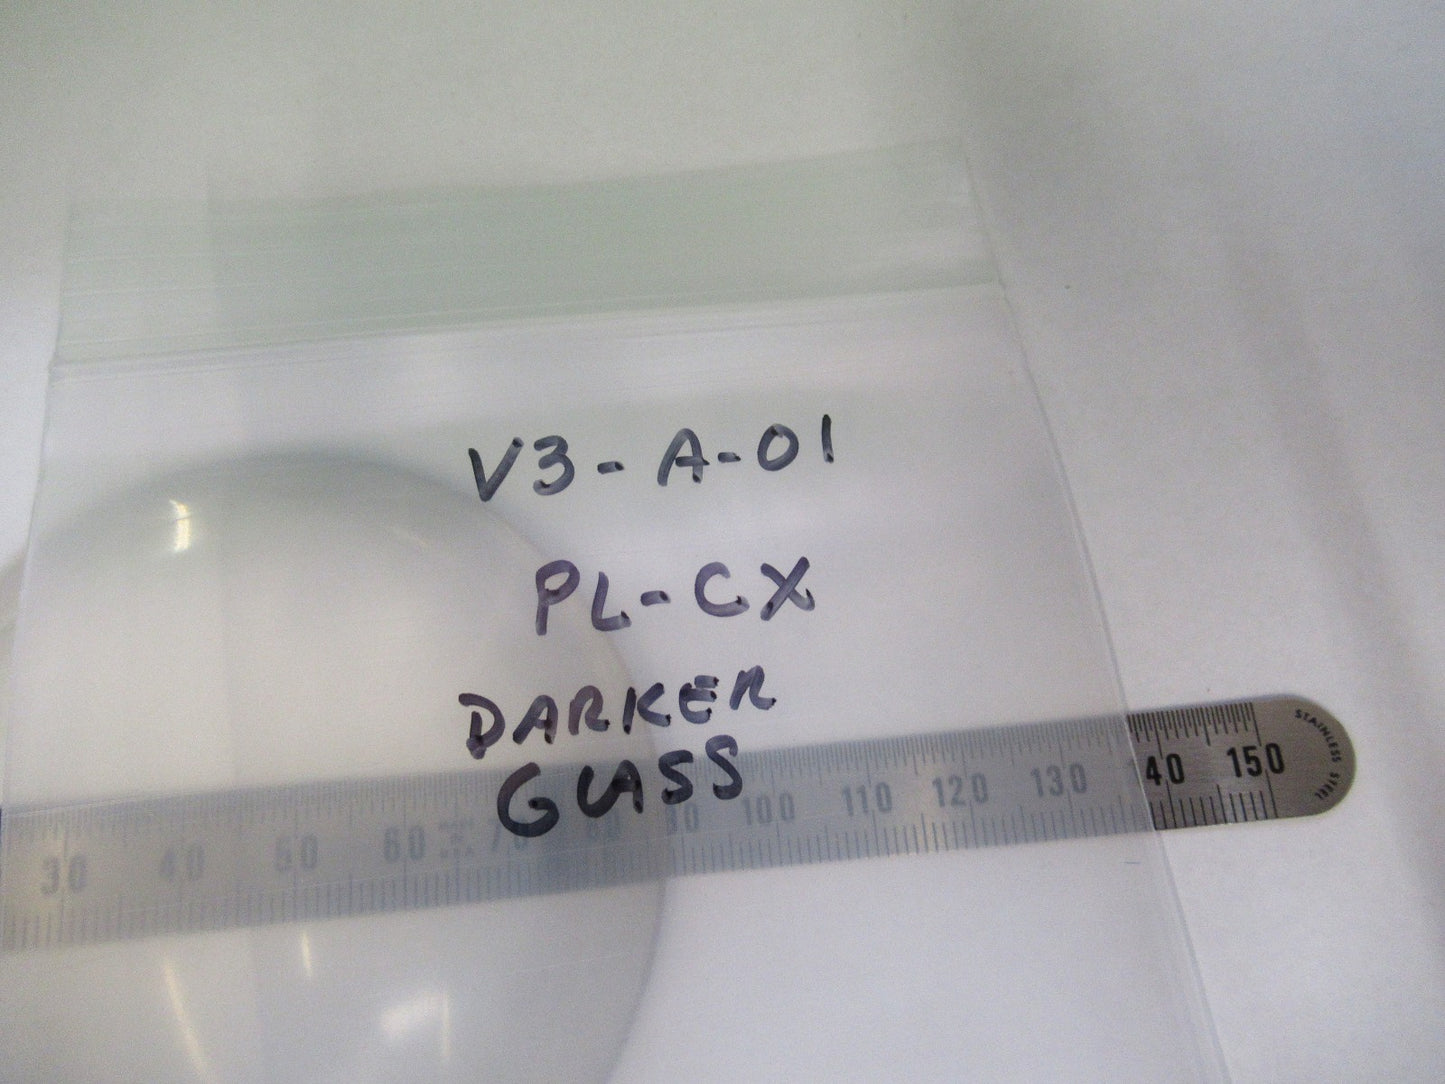 V3-A-01
PL-CX
DARKER
GLASS
30 40 50 60 70 80 90 100 110 120 130 140 150
STAINLESS STEEL